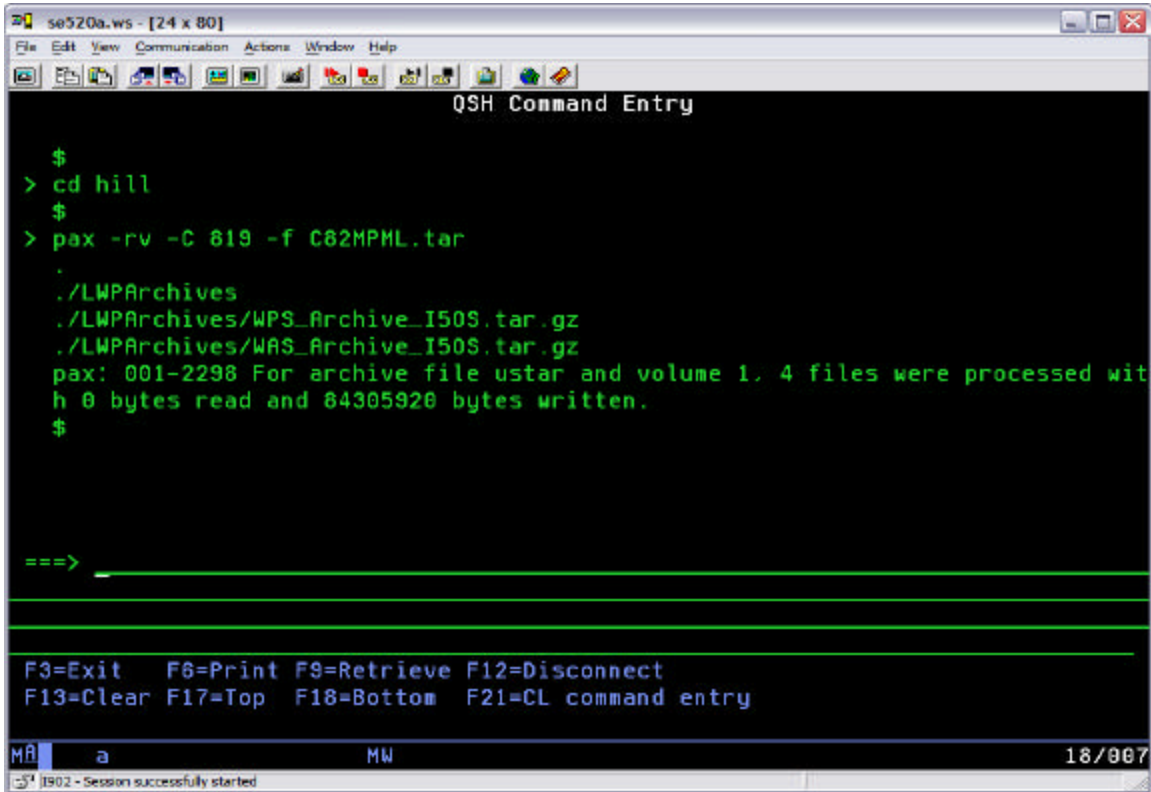 se520a.ws - [24 x 80]
File Edit View Communication Actions Window Help
QSH Command Entry
$
> cd hill
$
> pax -rv -C 819 -f C82MPML.tar
.
./LWPArchives
./LWPArchives/WPS_Archive_I5OS.tar.gz
./LWPArchives/WAS_Archive_I5OS.tar.gz
pax: 001-2298 For archive file ustar and volume 1, 4 files were processed wit
h 0 bytes read and 84305920 bytes written.
$
===>
F3=Exit F6=Print F9=Retrieve F12=Disconnect
F13=Clear F17=Top F18=Bottom F21=CL command entry
MA a MW 18/007
I902 - Session successfully started